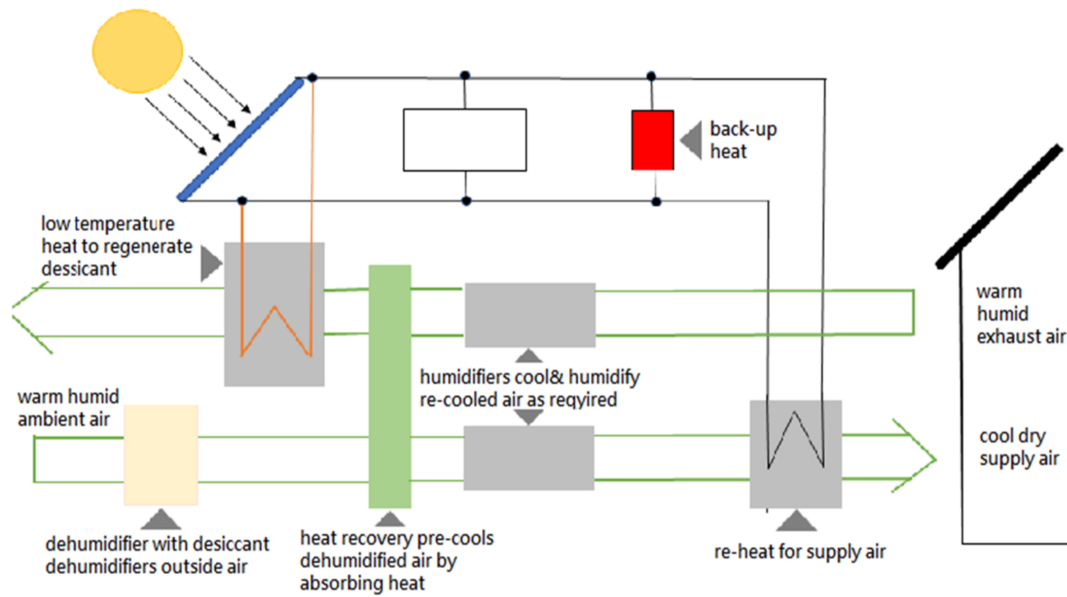 back-up
heat
low temperature
heat to regenerate
dessicant
warm
humid
exhaust air
humidifiers cool& humidify
re-cooled air as reqyired
warm humid
ambient air
cool dry
supply air
dehumidifier with desiccant
dehumidifiers outside air
heat recovery pre-cools
dehumidified air by
absorbing heat
re-heat for supply air